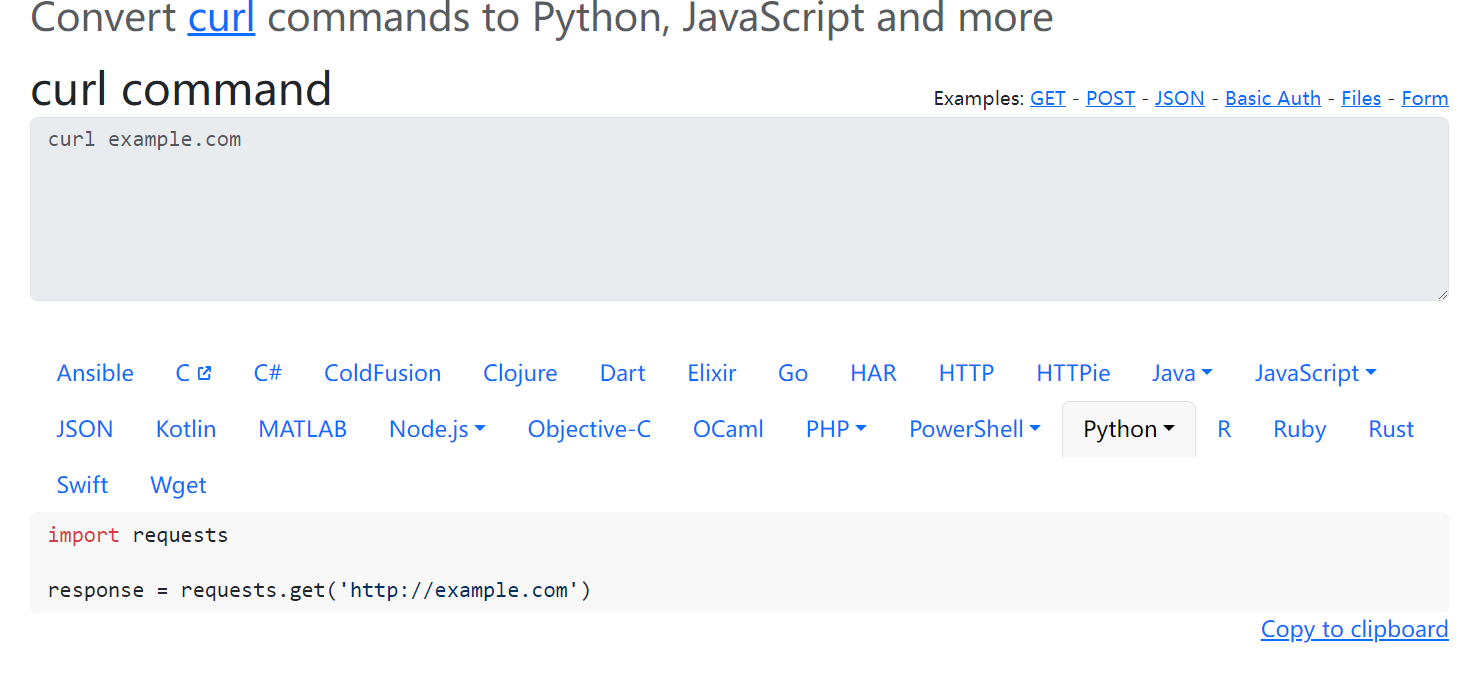 Convert curl commands to Python, JavaScript and more
curl command
Examples: GET - POST - JSON - Basic Auth - Files - Form
curl example.com
Ansible C C# ColdFusion Clojure Dart Elixir Go HAR HTTP HTTPie Java JavaScript
JSON Kotlin MATLAB Node.js Objective-C OCaml PHP PowerShell Python R Ruby Rust
Swift Wget
import requests
response = requests.get('http://example.com')
Copy to clipboard